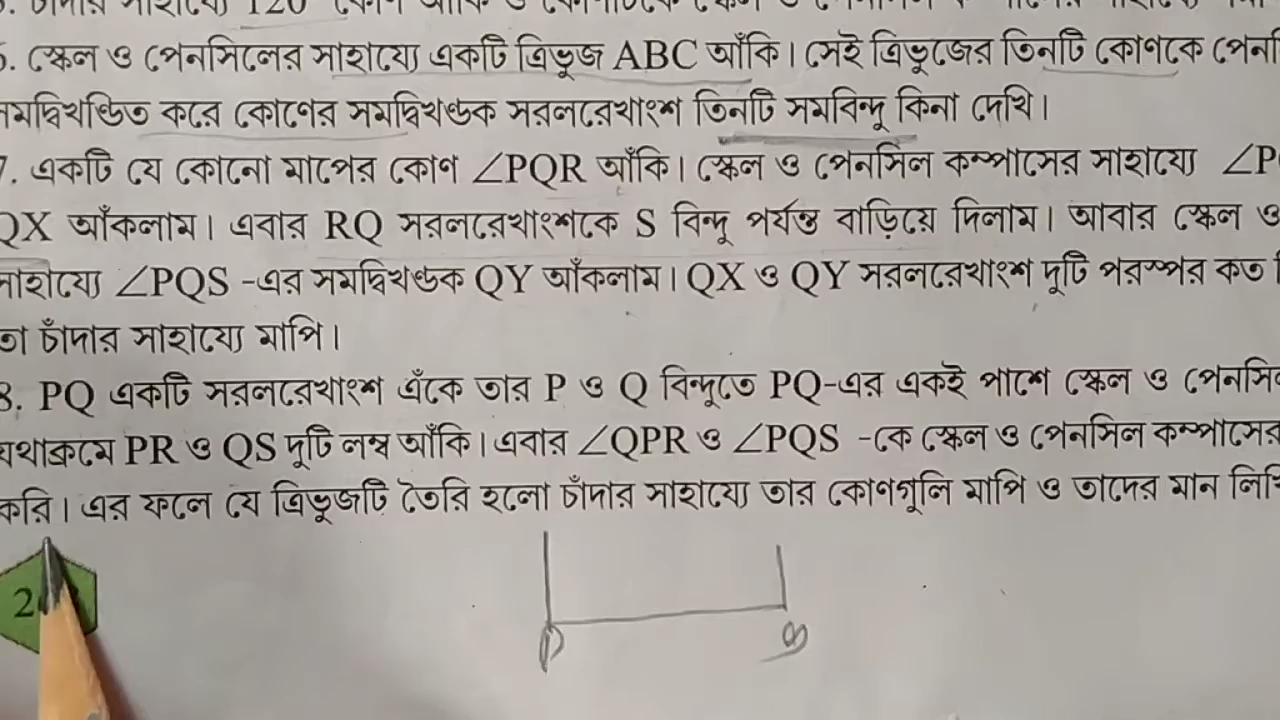 6. স্কেল ও পেনসিলের সাহায্যে একটি ত্রিভুজ ABC আঁকি। সেই ত্রিভুজের তিনটি কোণকে
সমদ্বিখণ্ডিত করে কোণের সমদ্বিখণ্ডক সরলরেখাংশ তিনটি সমবিন্দু কিনা দেখি।
7. একটি যে কোনো মাপের কোণ ∠PQR আঁকি। স্কেল ও পেনসিল কম্পাসের সাহায্যে
QX আঁকলাম। এবার RQ সরলরেখাংশকে S বিন্দু পর্যন্ত বাড়িয়ে দিলাম। আবার স্কেল ও
সাহায্যে ∠PQS -এর সমদ্বিখণ্ডক QY আঁকলাম। QX ও QY সরলরেখাংশ দুটি পরস্পর কত
তা চাঁদার সাহায্যে মাপি।
8. PQ একটি সরলরেখাংশ এঁকে তার P ও Q বিন্দুতে PQ-এর একই পাশে স্কেল ও
যথাক্রমে PR ও QS দুটি লম্ব আঁকি। এবার ∠QPR ও ∠PQS -কে স্কেল ও পেনসিল কম্পাসের
করি। এর ফলে যে ত্রিভুজটি তৈরি হলো চাঁদার সাহায্যে তার কোণগুলি মাপি ও তাদের মান
P